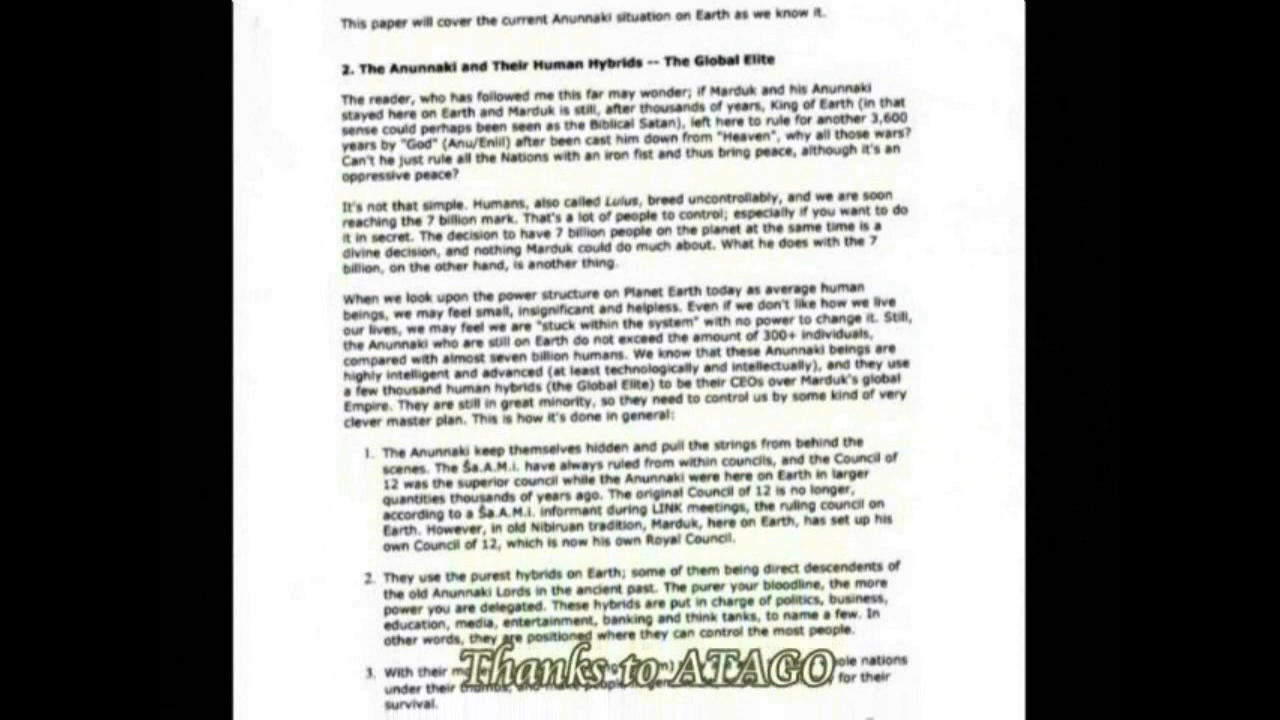 This paper will cover the current Anunnaki situation on Earth as we know it.
2. The Anunnaki and Their Human Hybrids -- The Global Elite
The reader, who has followed me this far may wonder; if Marduk and his Anunnaki
stayed here on Earth and Marduk is still, after thousands of years, King of Earth (in that
sense could perhaps been seen as the Biblical Satan), left here to rule for another 3,600
years by "God" (Anu/Enlil) after been cast him down from "Heaven", why all those wars?
Can't he just rule all the Nations with an iron fist and thus bring peace, although it's an
oppressive peace?
It's not that simple. Humans, also called Lulus, breed uncontrollably, and we are soon
reaching the 7 billion mark. That's a lot of people to control; especially if you want to do
it in secret. The decision to have 7 billion people on the planet at the same time is a
divine decision, and nothing Marduk could do much about. What he does with the 7
billion, on the other hand, is another thing.
When we look upon the power structure on Planet Earth today as average human
beings, we may feel small, insignificant and helpless. Even if we don't like how we live
our lives, we may feel we are "stuck within the system" with no power to change it. Still,
the Anunnaki who are still on Earth do not exceed the amount of 300+ individuals,
compared with almost seven billion humans. We know that these Anunnaki beings are
highly intelligent and advanced (at least technologically and intellectually), and they use
a few thousand human hybrids (the Global Elite) to be their CEOs over Marduk's global
Empire. They are still in great minority, so they need to control us by some kind of very
clever master plan. This is how it's done in general:
1. The Anunnaki keep themselves hidden and pull the strings from behind the
scenes. The Ša.A.M.i. have always ruled from within councils, and the Council of
12 was the superior council while the Anunnaki were here on Earth in larger
quantities thousands of years ago. The original Council of 12 is no longer,
according to a Ša.A.M.i. informant during LINK meetings, the ruling council on
Earth. However, in old Nibiruan tradition, Marduk, here on Earth, has set up his
own Council of 12, which is now his own Royal Council.
2. They use the purest hybrids on Earth; some of them being direct descendents of
the old Anunnaki Lords in the ancient past. The purer your bloodline, the more
power you are delegated. These hybrids are put in charge of politics, business,
education, media, entertainment, banking and think tanks, to name a few. In
other words, they are positioned where they can control the most people.
3. With their nations
under their thumbs, and make people for their
survival.
Thanks to ATAGO